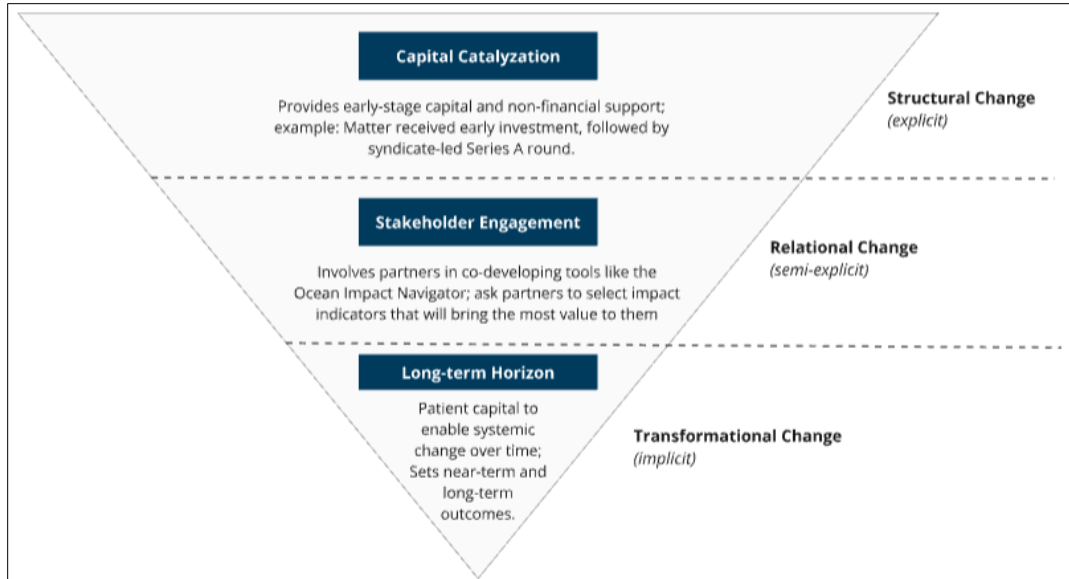 Capital Catalyzation
Provides early-stage capital and non-financial support;
example: Matter received early investment, followed by
syndicate-led Series A round.
Structural Change
(explicit)
Stakeholder Engagement
Involves partners in co-developing tools like the
Ocean Impact Navigator; ask partners to select impact
indicators that will bring the most value to them
Relational Change
(semi-explicit)
Long-term Horizon
Patient capital to
enable systemic
change over time;
Sets near-term and
long-term
outcomes.
Transformational Change
(implicit)